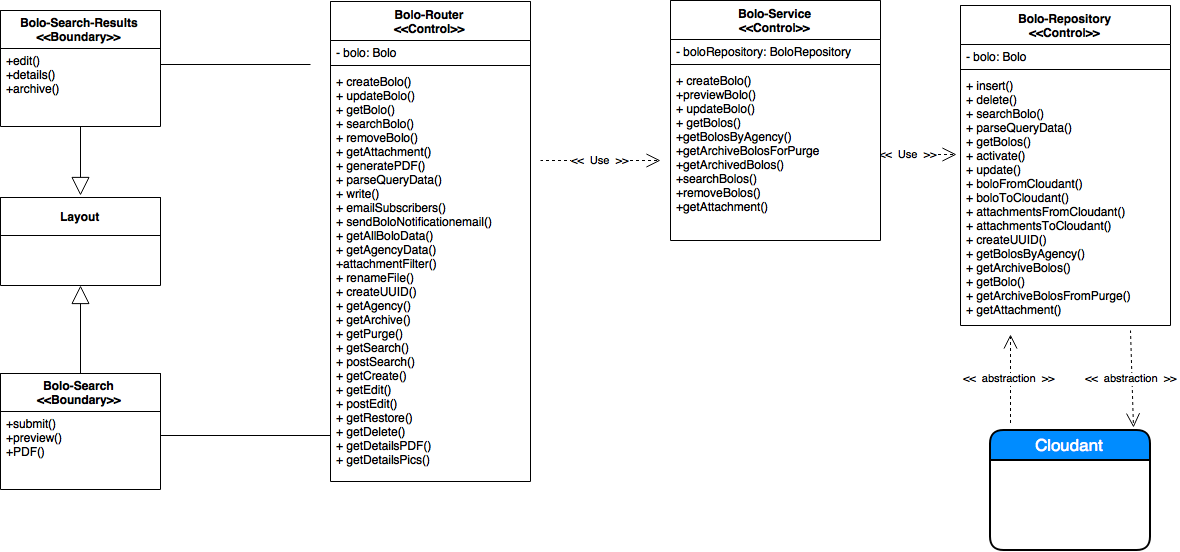 Bolo-Search-Results
<<Boundary>>
+edit()
+details()
+archive()
Layout
Bolo-Search
<<Boundary>>
+submit()
+preview()
+PDF()
Bolo-Router
<<Control>>
- bolo: Bolo
+ createBolo()
+ updateBolo()
+ getBolo()
+ searchBolo()
+ removeBolo()
+ getAttachment()
+ generatePDF()
+ parseQueryData()
+ write()
+ emailSubscribers()
+ sendBoloNotificationemail()
+ getAllBoloData()
+ getAgencyData()
+attachmentFilter()
+ renameFile()
+ createUUID()
+ getAgency()
+ getArchive()
+ getPurge()
+ getSearch()
+ postSearch()
+ getCreate()
+ getEdit()
+ postEdit()
+ getRestore()
+ getDelete()
+ getDetailsPDF()
+ getDetailsPics()
<< Use >>
Bolo-Service
<<Control>>
- boloRepository: BoloRepository
+ createBolo()
+previewBolo()
+ updateBolo()
+ getBolos()
+getBolosByAgency()
+getArchiveBolosForPurge
+getArchivedBolos()
+searchBolos()
+removeBolos()
+getAttachment()
<< Use >>
Bolo-Repository
<<Control>>
- bolo: Bolo
+ insert()
+ delete()
+ searchBolo()
+ parseQueryData()
+ getBolos()
+ activate()
+ update()
+ boloFromCloudant()
+ boloToCloudant()
+ attachmentsFromCloudant()
+ attachmentsToCloudant()
+ createUUID()
+ getBolosByAgency()
+ getArchiveBolos()
+ getBolo()
+ getArchiveBolosFromPurge()
+ getAttachment()
<< abstraction >>
<< abstraction >>
Cloudant